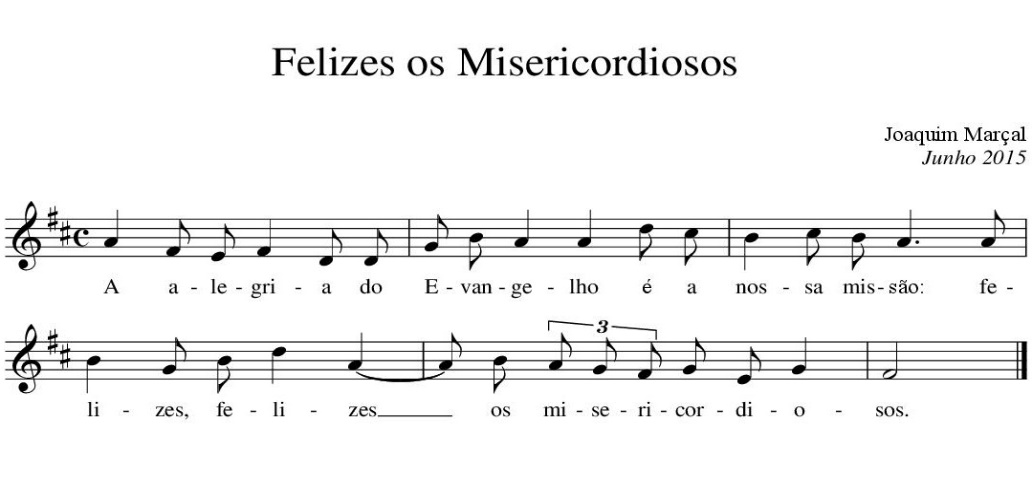 Felizes os Misericordiosos
Joaquim Marçal
Junho 2015
A a - le - gri - a do E - van - ge - lho é a nos - sa mis - são: fe -
3
li - zes, fe - li - zes os mi - se - ri - cor - di - o - sos.